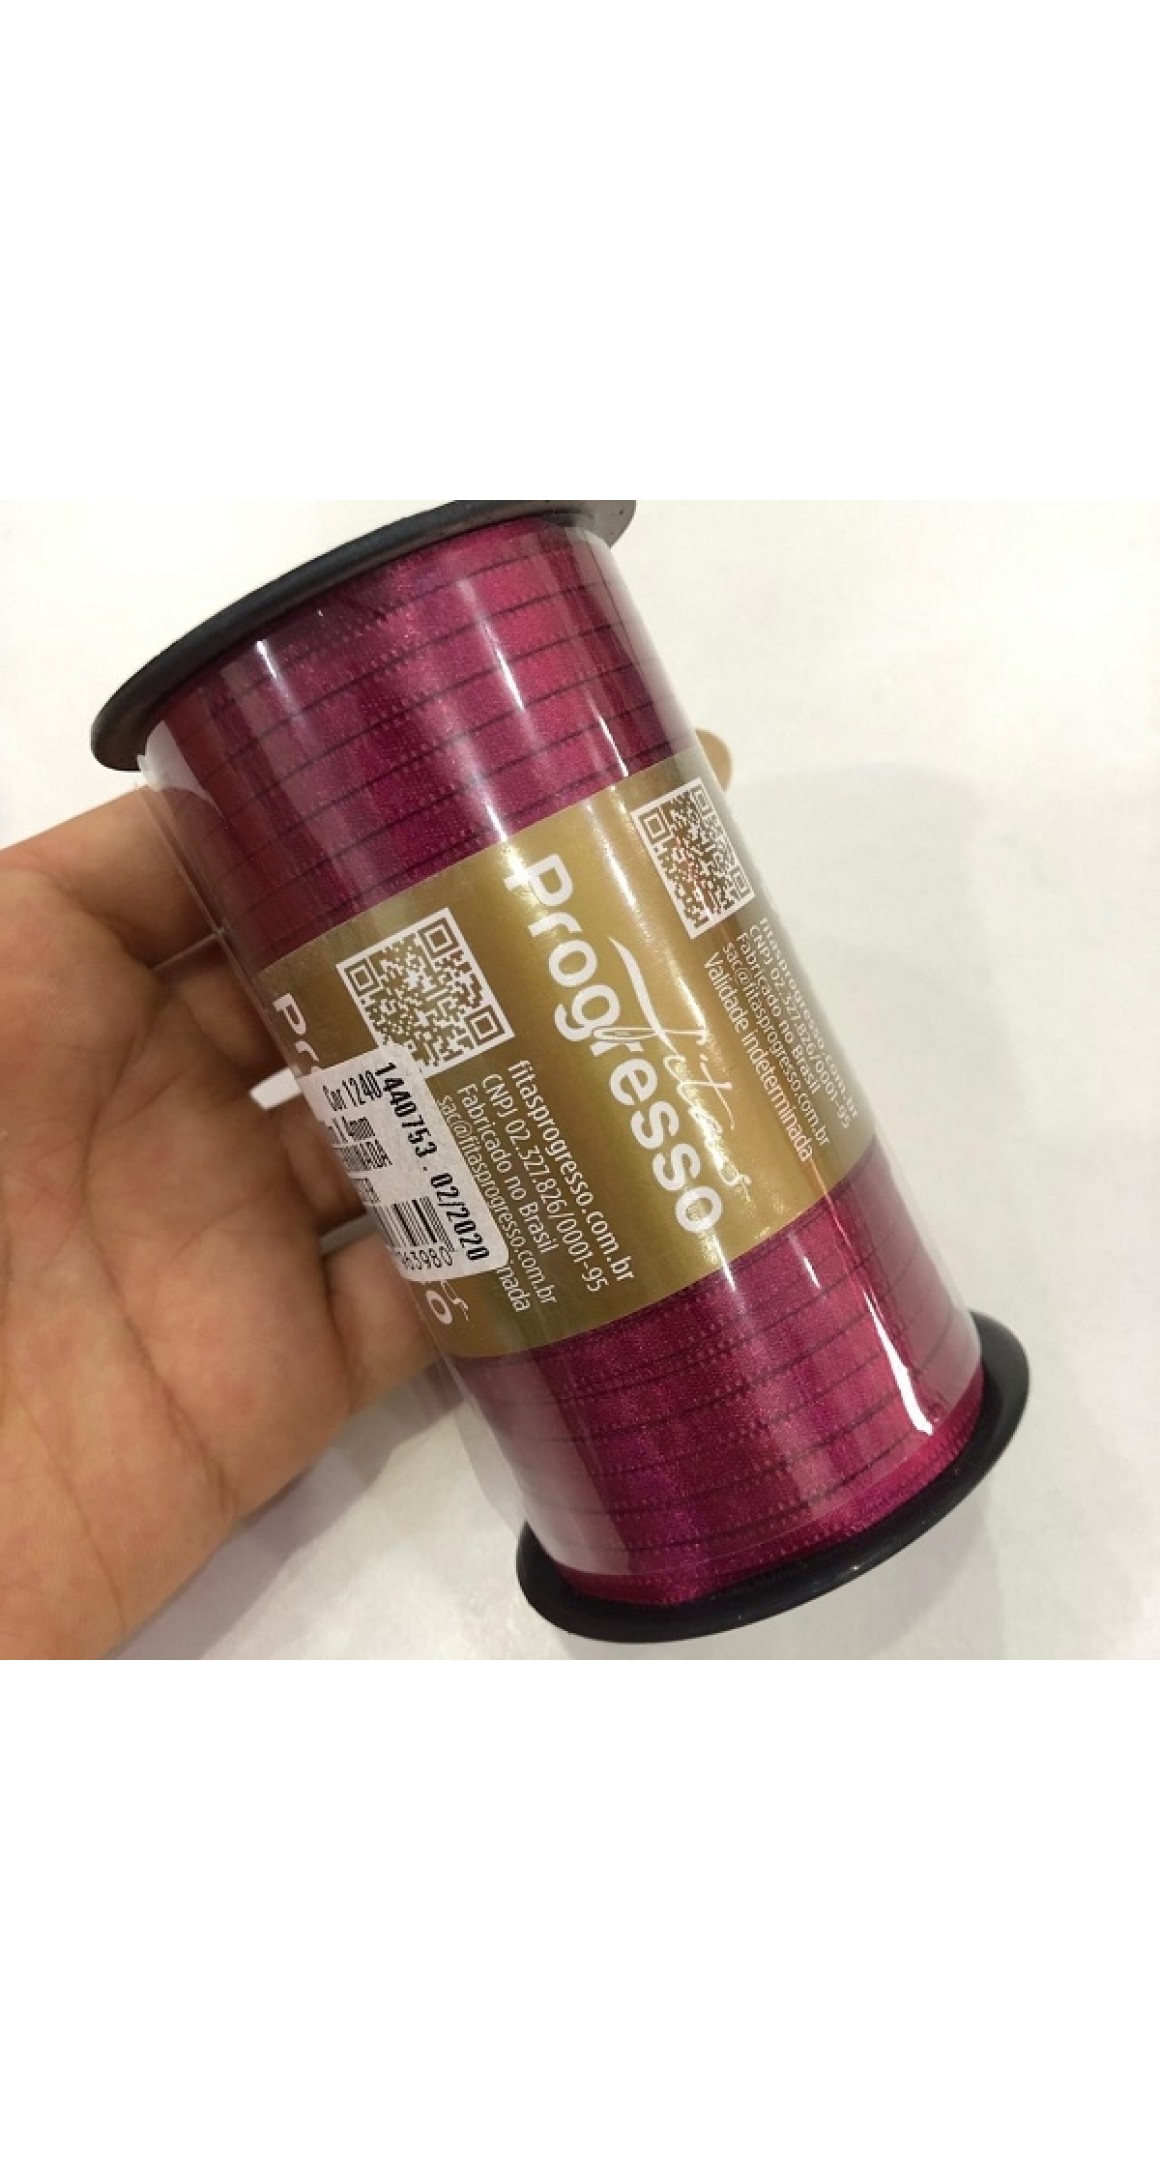 Progresso
Fitas
fitasprogresso.com.br
CNPJ 02.327.826/0001-95
Fabricado no Brasil
sac@fitasprogresso.com.br
Validade indeterminada
fitasprogresso.com.br
CNPJ 02.327.826/0001-95
Fabricado no Brasil
sac@fitasprogresso.com.br
1440753 . 02/2020
Cor 1240
4mm
63980